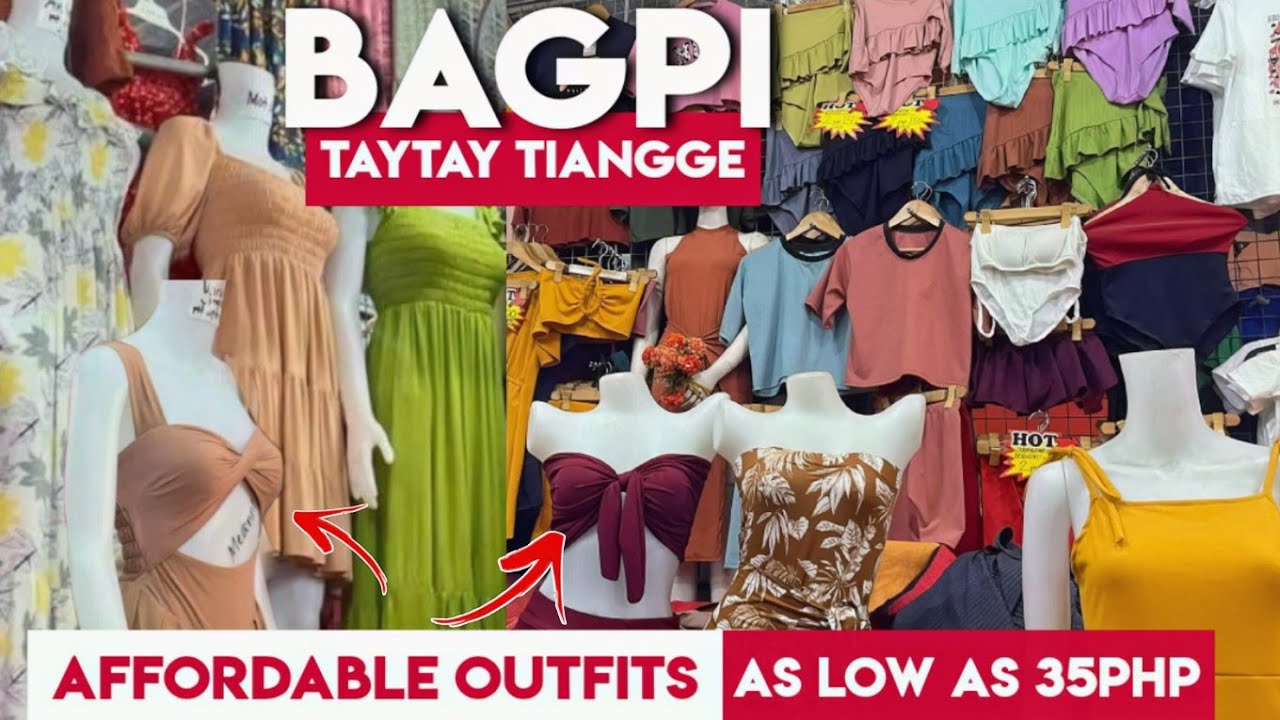 BAGPI
TAYTAY TIANGGE
HOT
HOT
HOT
AFFORDABLE OUTFITS
AS LOW AS 35PHP